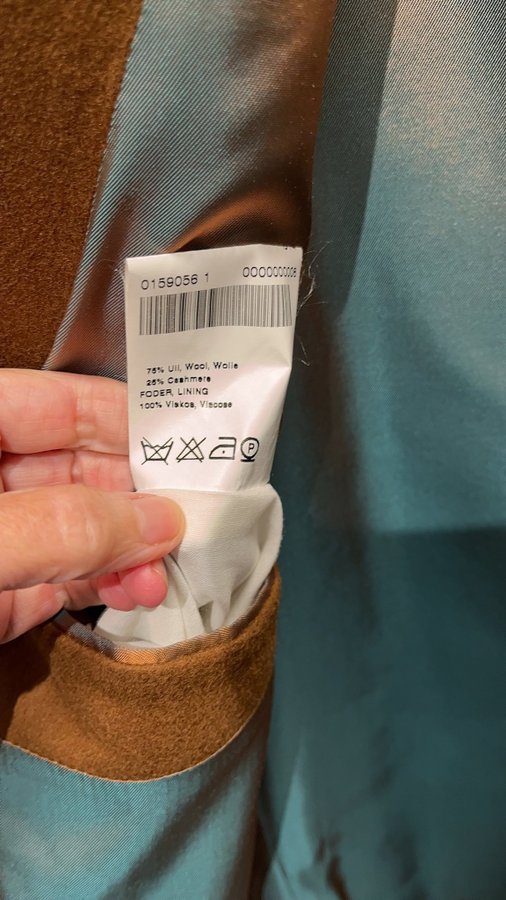 0159056 1 0000000008
75% Ull, Wool, Wolle
25% Cashmere
FODER, LINING
100% Viskos, Viscose
P